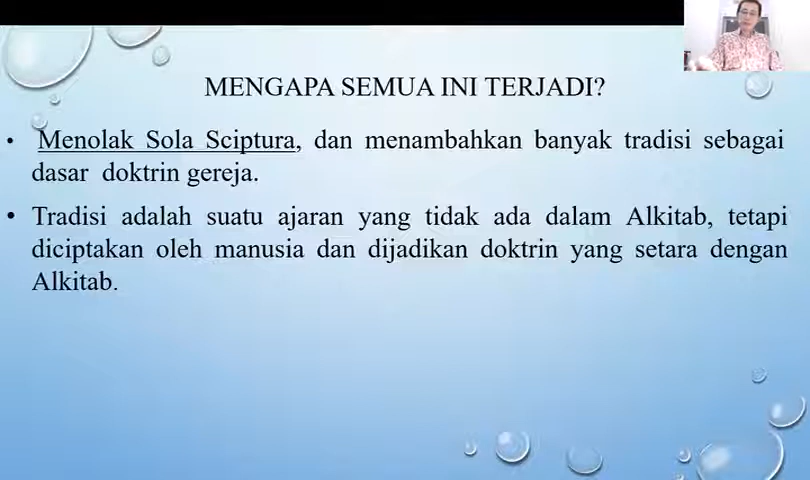 MENGAPA SEMUA INI TERJADI?
• Menolak Sola Sciptura, dan menambahkan banyak tradisi sebagai
dasar doktrin gereja.
• Tradisi adalah suatu ajaran yang tidak ada dalam Alkitab, tetapi
diciptakan oleh manusia dan dijadikan doktrin yang setara dengan
Alkitab.